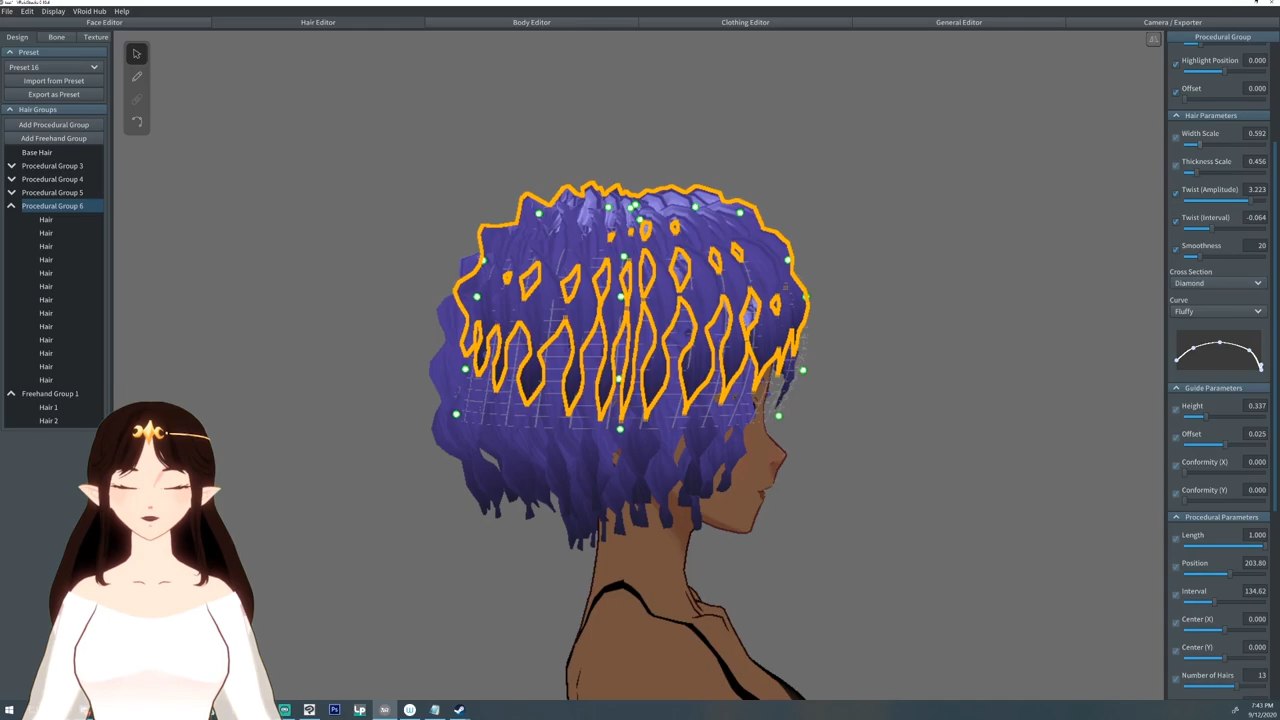 File Edit Display VRoid Hub Help
Face Editor Hair Editor Body Editor Clothing Editor General Editor Camera / Exporter
Design Bone Texture
Preset
Preset 16
Import from Preset
Export as Preset
Hair Groups
Add Procedural Group
Add Freehand Group
Base Hair
Procedural Group 3
Procedural Group 4
Procedural Group 5
Procedural Group 6
Hair
Hair
Hair
Hair
Hair
Hair
Hair
Hair
Hair
Hair
Hair
Hair
Hair
Freehand Group 1
Hair 1
Hair 2
Procedural Group
Highlight Position 0.000
Offset 0.000
Hair Parameters
Width Scale 0.592
Thickness Scale 0.456
Twist (Amplitude) 3.223
Twist (Interval) -0.064
Smoothness 20
Cross Section
Diamond
Curve
Fluffy
Guide Parameters
Height 0.337
Offset 0.025
Conformity (X) 0.000
Conformity (Y) 0.000
Procedural Parameters
Length 1.000
Position 203.80
Interval 134.62
Center (X) 0.000
Center (Y) 0.000
Number of Hairs 13
Ps
Lp
7:43 PM
9/12/2020